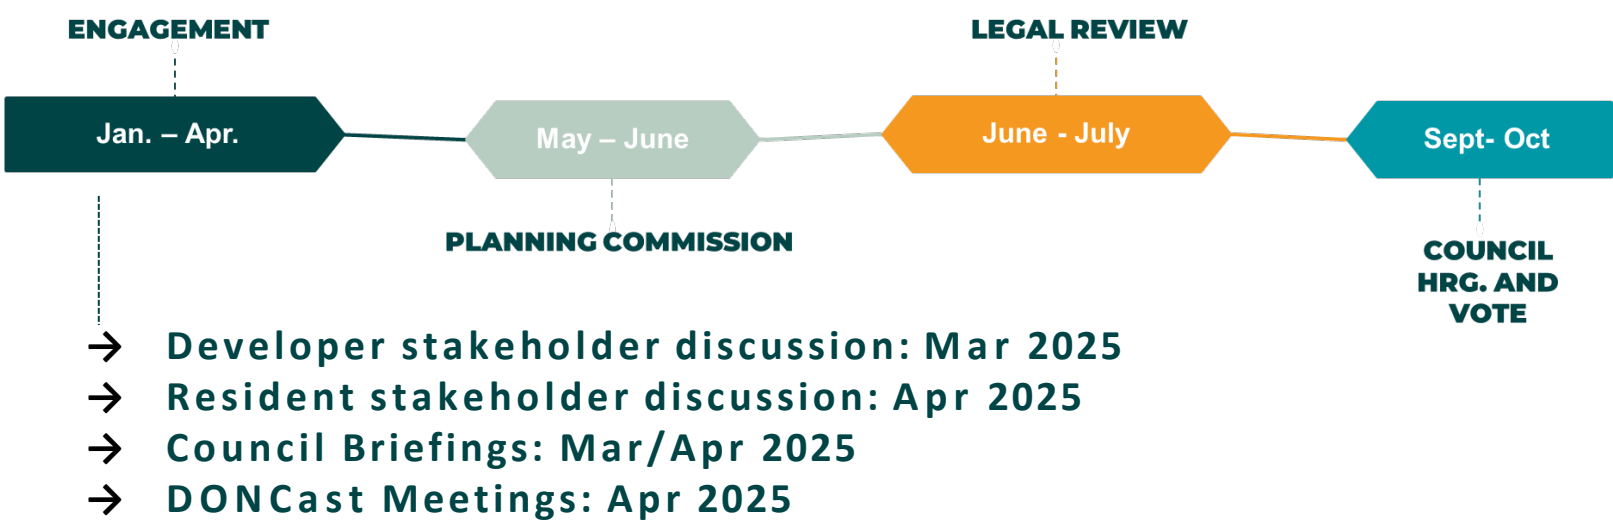 ENGAGEMENT
LEGAL REVIEW
Jan. – Apr.
May – June
June - July
Sept- Oct
PLANNING COMMISSION
COUNCIL
HRG. AND
VOTE
→ Developer stakeholder discussion: Mar 2025
→ Resident stakeholder discussion: Apr 2025
→ Council Briefings: Mar/Apr 2025
→ DONCast Meetings: Apr 2025